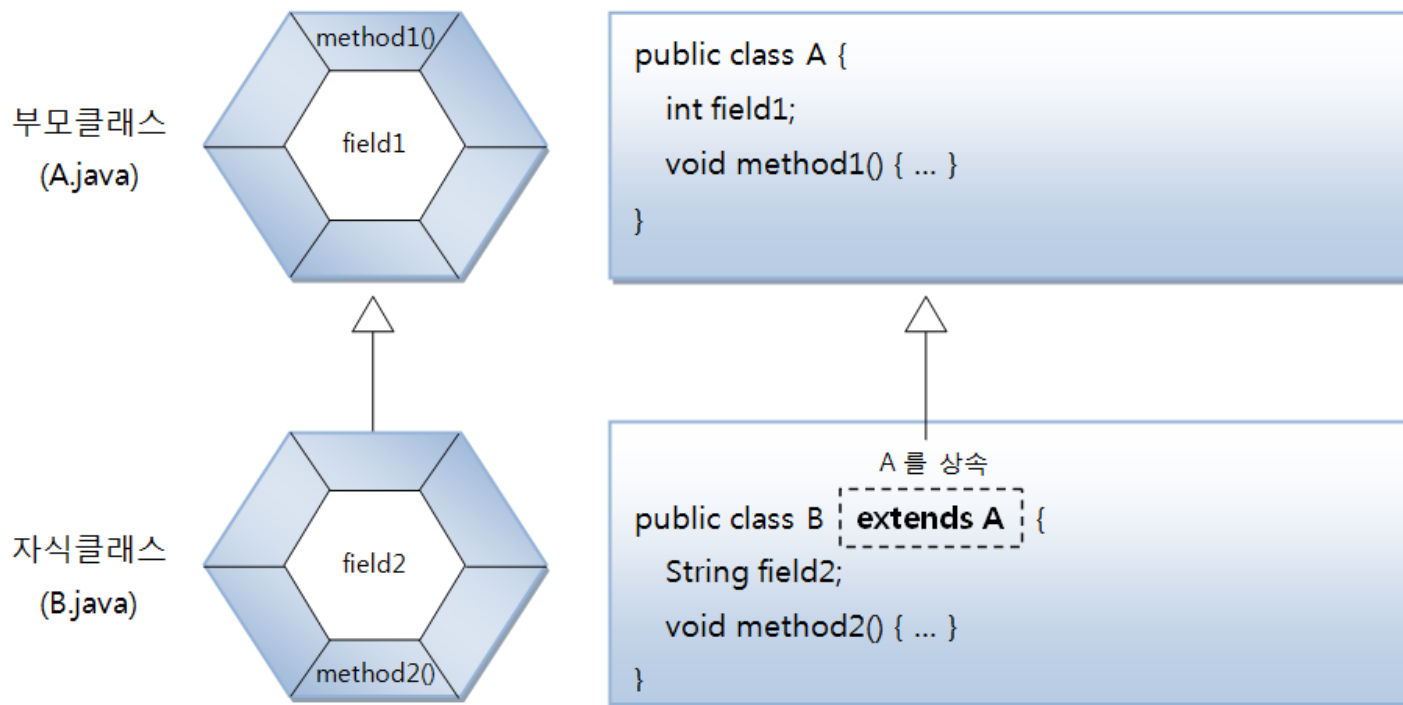 부모클래스
(A.java)
method1()
field1
public class A {
int field1;
void method1() { ... }
}
자식클래스
(B.java)
field2
method2()
A 를 상속
public class B extends A {
String field2;
void method2() { ... }
}